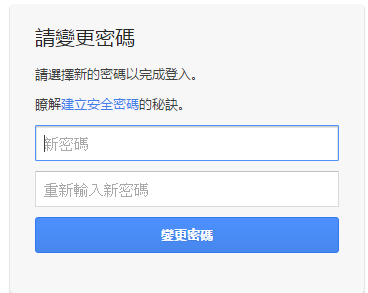 請變更密碼
請選擇新的密碼以完成登入。
瞭解建立安全密碼的秘訣。
新密碼
重新輸入新密碼
變更密碼